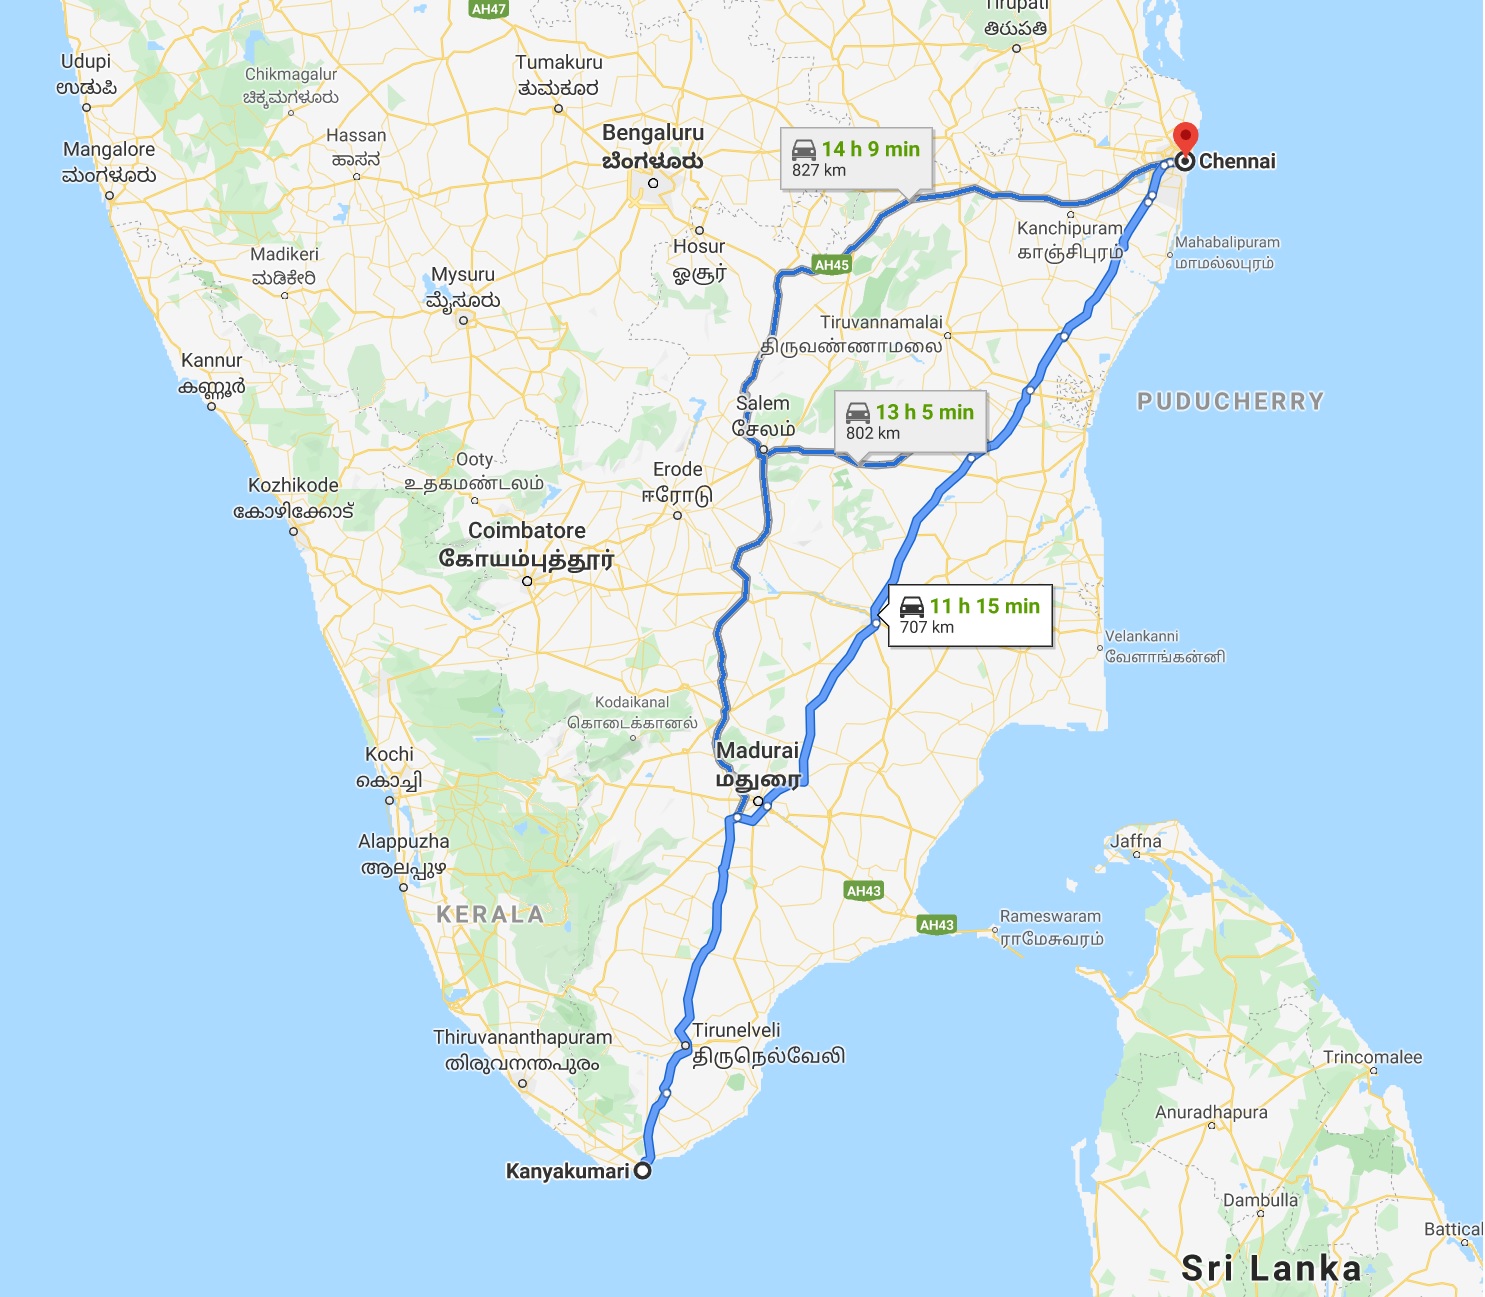 AH47
Tirupati
తిరుపతి
Udupi
ಉಡುಪಿ
Chikmagalur
ಚಿಕ್ಕಮಗಳೂರು
Tumakuru
ತುಮಕೂರ
Hassan
ಹಾಸನ
Bengaluru
ಬೆಂಗಳೂರು
Mangalore
ಮಂಗಳೂರು
14 h 9 min
827 km
Chennai
Kanchipuram
காஞ்சிபுரம்
Mahabalipuram
மாமல்லபுரம்
Hosur
ஓசூர்
Madikeri
ಮಡಿಕೇರಿ
Mysuru
ಮೈಸೂರು
AH45
Tiruvannamalai
திருவண்ணாமலை
Kannur
കണ്ണൂർ
Salem
சேலம்
13 h 5 min
802 km
PUDUCHERRY
Ooty
உதகமண்டலம்
Erode
ஈரோடு
Kozhikode
കോഴിക്കോട്
Coimbatore
கோயம்புத்தூர்
11 h 15 min
707 km
Velankanni
வேளாங்கன்னி
Kodaikanal
கொடைக்கானல்
Madurai
மதுரை
Kochi
കൊച്ചി
Alappuzha
ആലപ്പുഴ
Jaffna
KERALA
AH43
AH43
Rameswaram
ராமேசுவரம்
Thiruvananthapuram
തിരുവനന്തപുരം
Tirunelveli
திருநெல்வேலி
Trincomalee
Anuradhapura
Kanyakumari
Dambulla
Battical
Sri Lanka